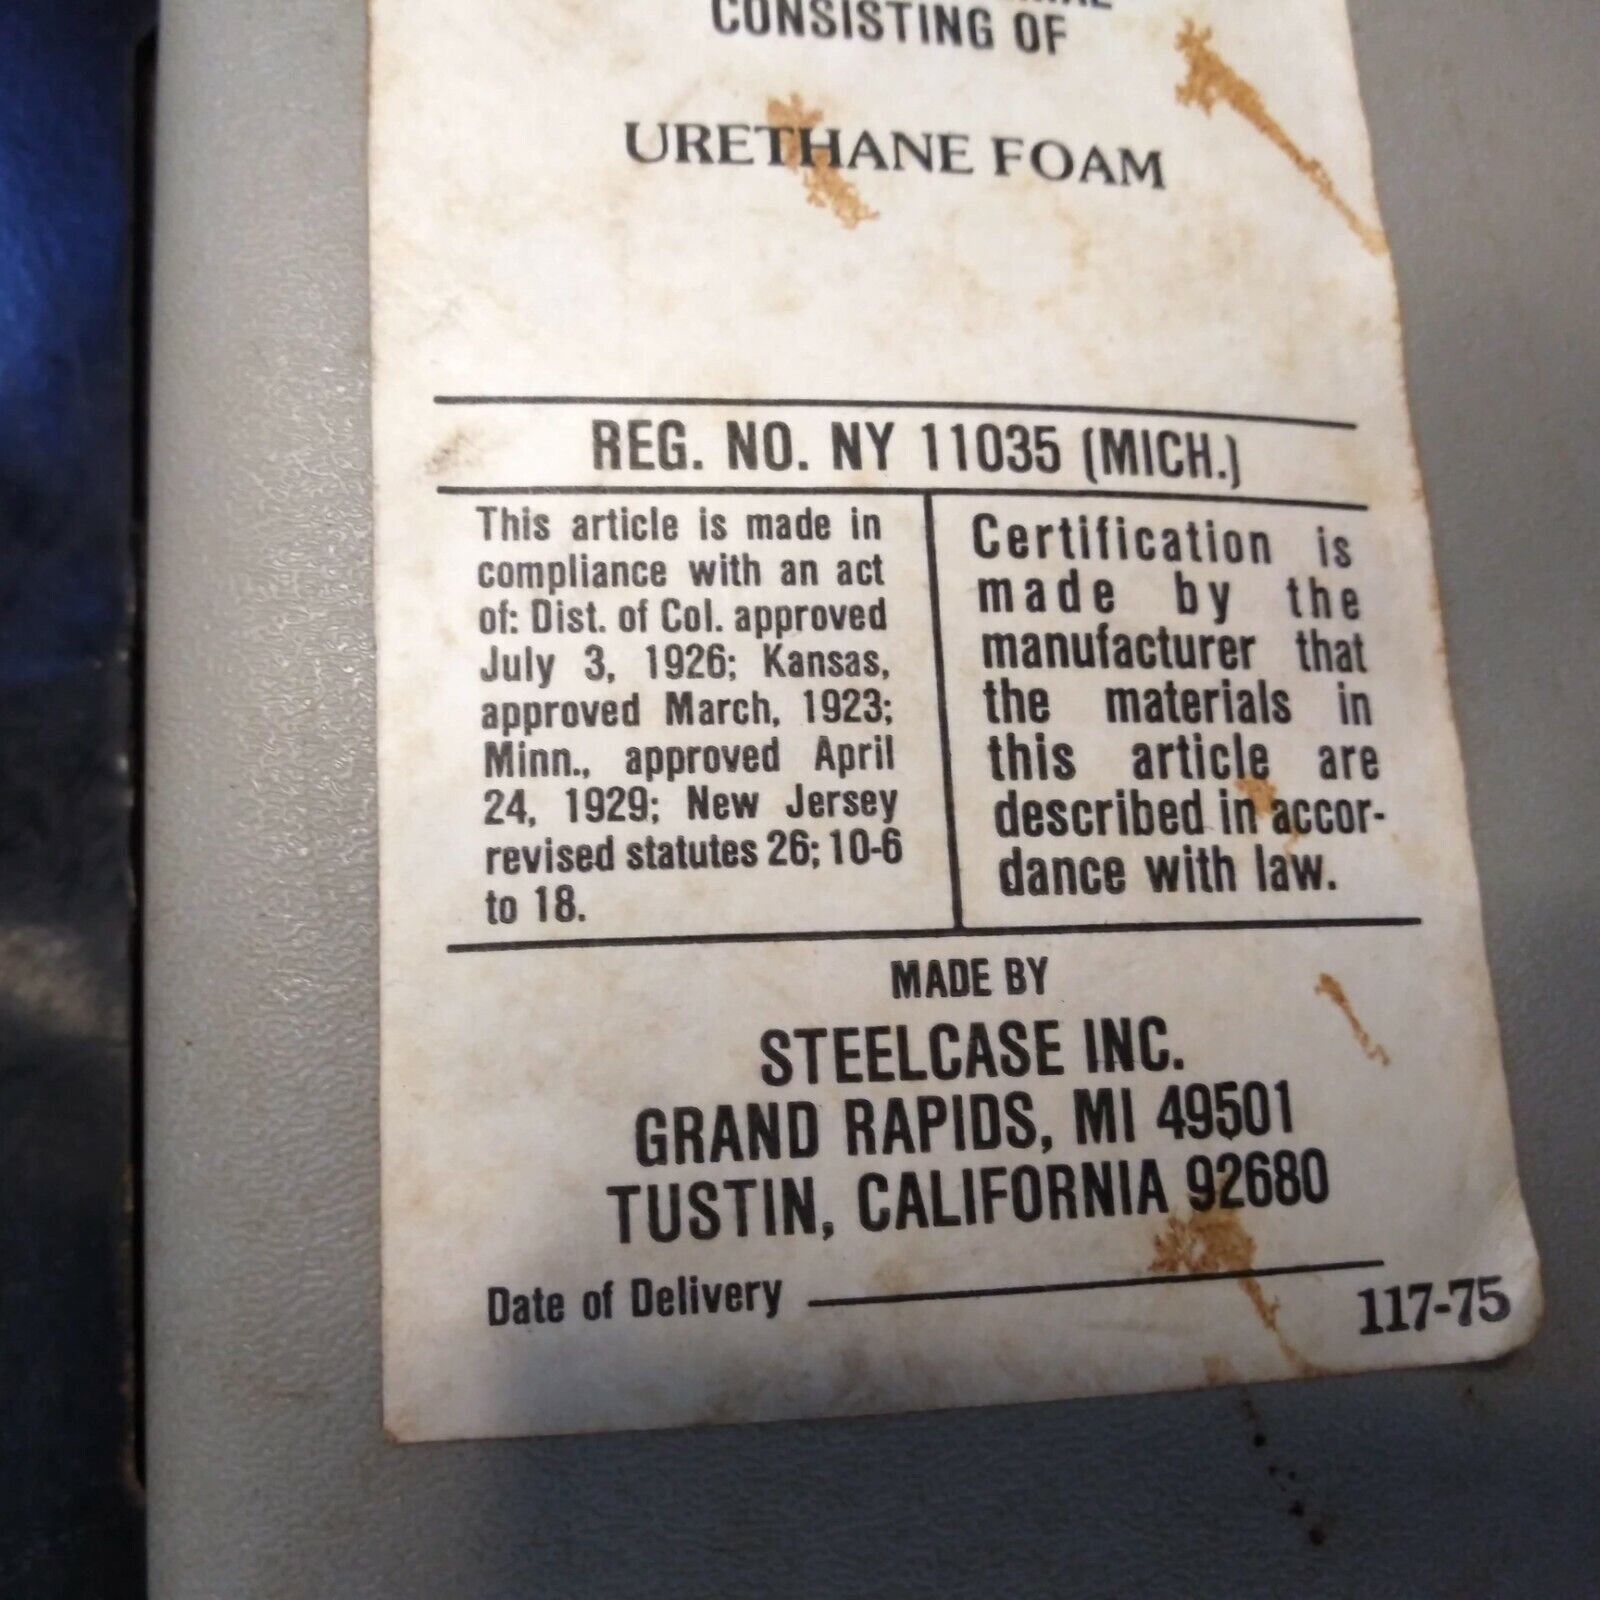 CONSISTING OF
URETHANE FOAM
REG. NO. NY 11035 (MICH.)
This article is made in
compliance with an act
of: Dist. of Col. approved
July 3, 1926; Kansas,
approved March, 1923;
Minn., approved April
24, 1929; New Jersey
revised statutes 26; 10-6
to 18.
Certification is
made by the
manufacturer that
the materials in
this article are
described in accor-
dance with law.
MADE BY
STEELCASE INC.
GRAND RAPIDS, MI 49501
TUSTIN, CALIFORNIA 92680
Date of Delivery
117-75